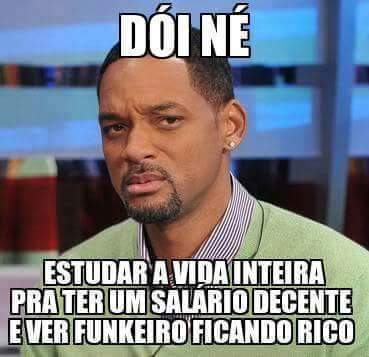 DÓI NÉ
ESTUDAR A VIDA INTEIRA
PRA TER UM SALÁRIO DECENTE
E VER FUNKEIRO FICANDO RICO